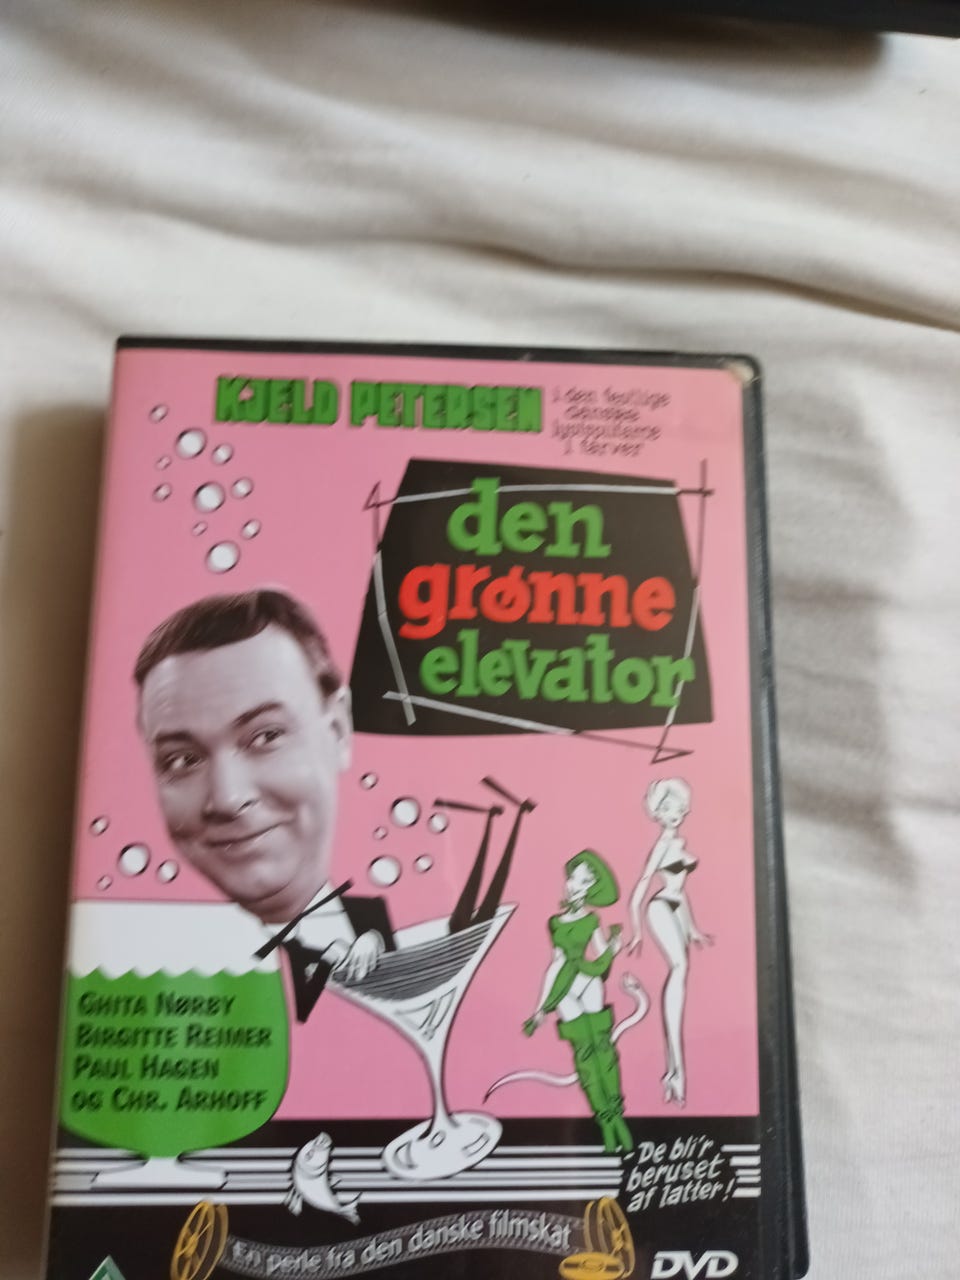 KJELD PETERSEN
i den festlige
danske
lystspilfarce
i farver
den
grønne
elevator
GHITA NØRBY
BIRGITTE REIMER
PAUL HAGEN
OG CHR. ARHOFF
- De bli'r
beruset
af latter!
En perle fra den danske filmskat
DVD